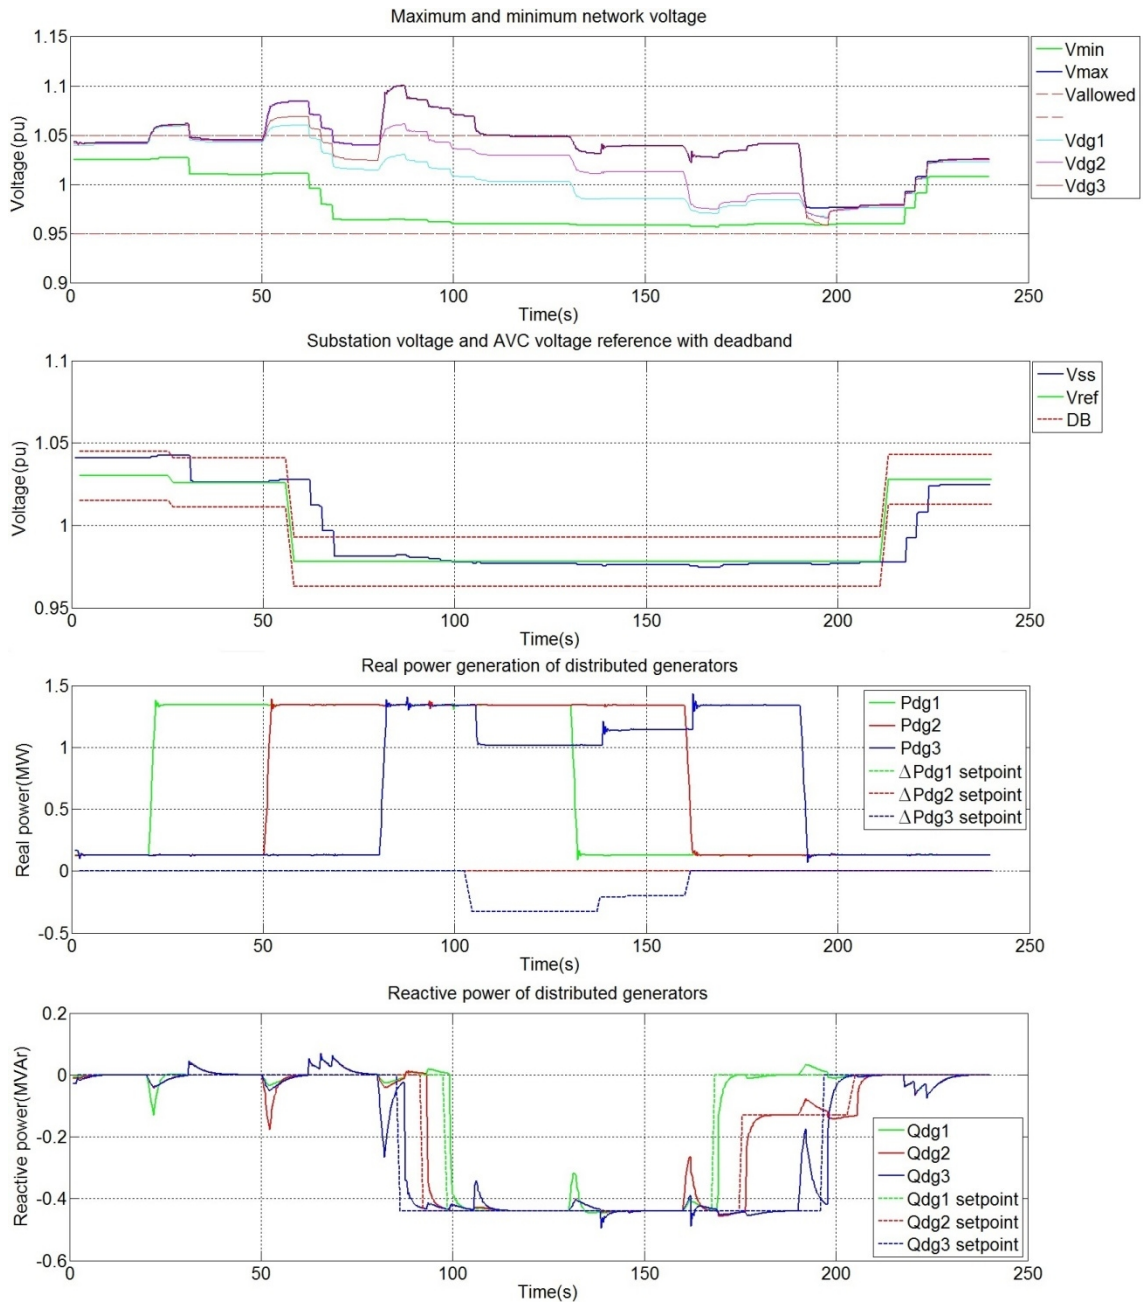 Maximum and minimum network voltage
1.15
1.1
1.05
1
0.95
0.9
Voltage(pu)
0 50 100 150 200 250
Time(s)
Vmin
Vmax
Vallowed
Vdg1
Vdg2
Vdg3
Substation voltage and AVC voltage reference with deadband
1.1
1.05
1
0.95
Voltage(pu)
0 50 100 150 200 250
Time(s)
Vss
Vref
DB
Real power generation of distributed generators
1.5
1
0.5
0
-0.5
Real power(MW)
0 50 100 150 200 250
Time(s)
Pdg1
Pdg2
Pdg3
ΔPdg1 setpoint
ΔPdg2 setpoint
ΔPdg3 setpoint
Reactive power of distributed generators
0.2
0
-0.2
-0.4
-0.6
Reactive power(MVAr)
0 50 100 150 200 250
Time(s)
Qdg1
Qdg2
Qdg3
Qdg1 setpoint
Qdg2 setpoint
Qdg3 setpoint